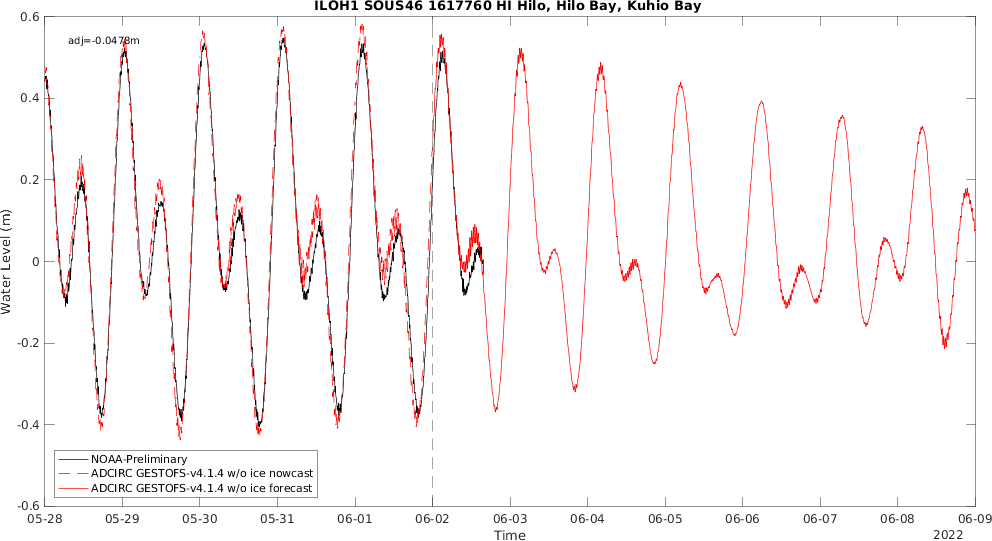 ILOH1 SOUS46 1617760 HI Hilo, Hilo Bay, Kuhio Bay
adj=-0.0478m
0.6
0.4
0.2
0
-0.2
-0.4
-0.6
Water Level (m)
NOAA-Preliminary
ADCIRC GESTOFS-v4.1.4 w/o ice nowcast
ADCIRC GESTOFS-v4.1.4 w/o ice forecast
05-28 05-29 05-30 05-31 06-01 06-02 06-03 06-04 06-05 06-06 06-07 06-08 06-09
Time
2022